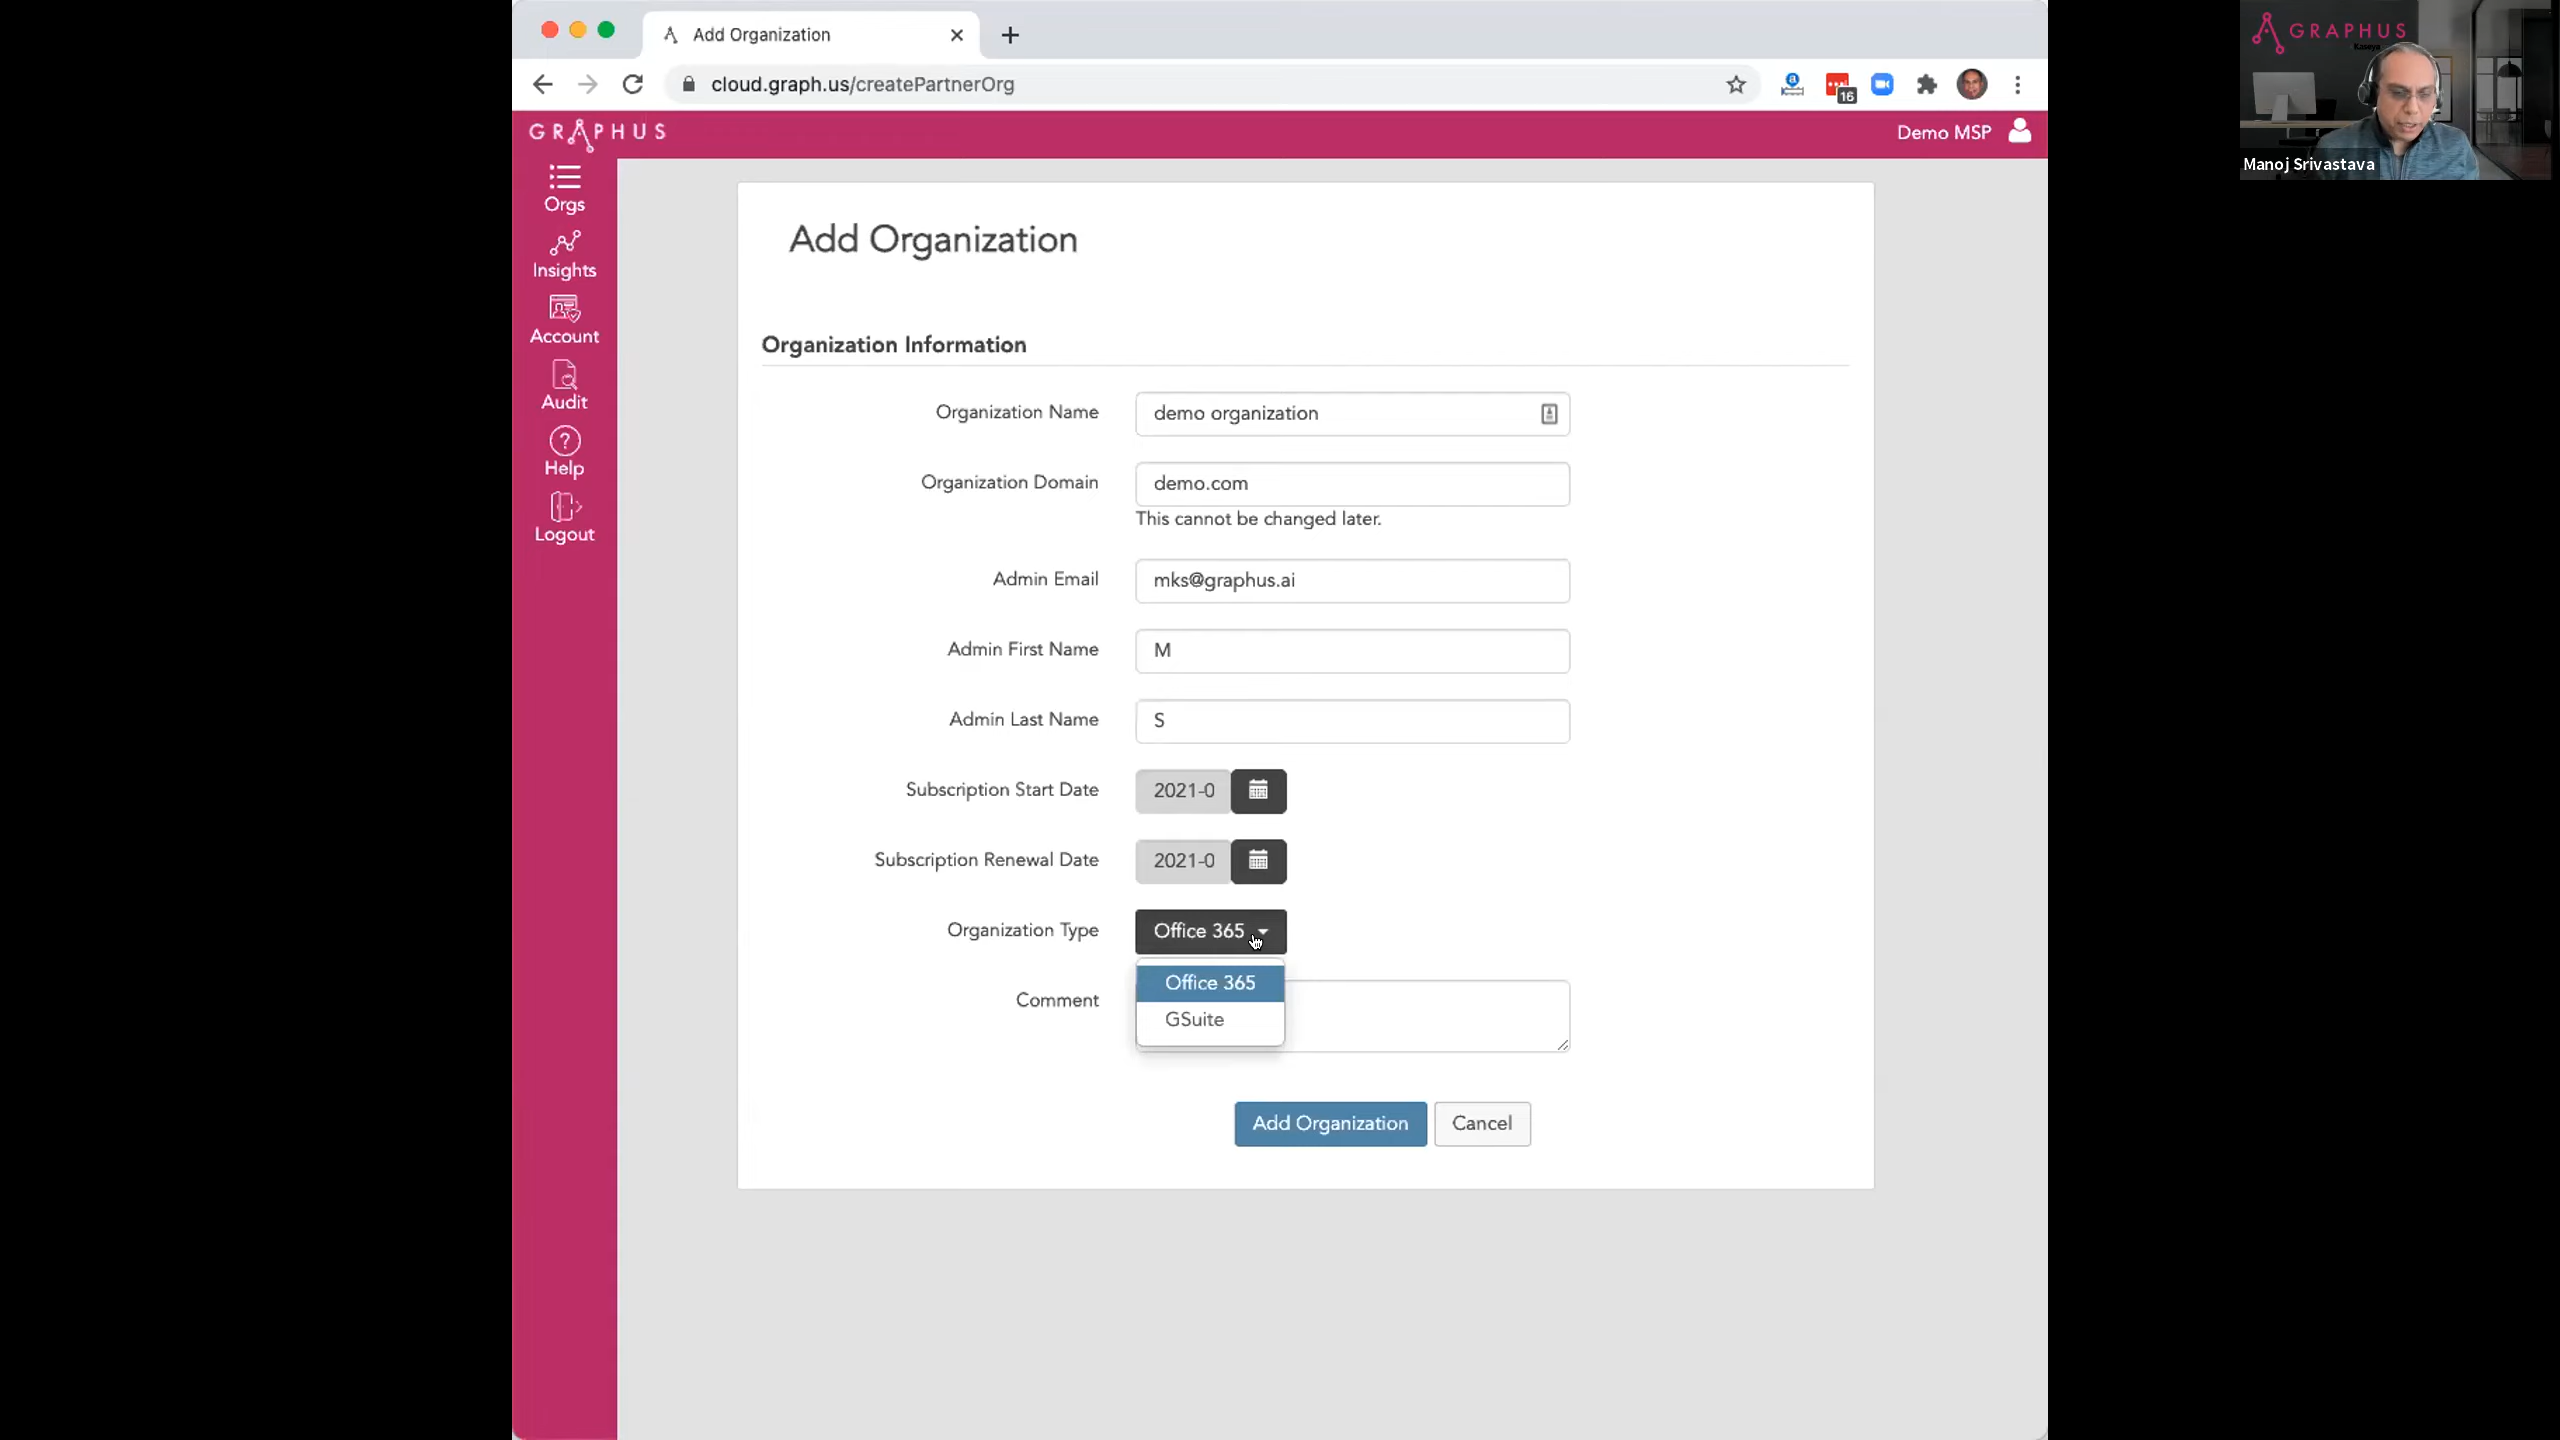 Add Organization
cloud.graph.us/createPartnerOrg
16
GRAPHUS
Demo MSP
Orgs
Insights
Account
Audit
Help
Logout
Add Organization
Organization Information
Organization Name
demo organization
Organization Domain
demo.com
This cannot be changed later.
Admin Email
mks@graphus.ai
Admin First Name
M
Admin Last Name
S
Subscription Start Date
2021-0
Subscription Renewal Date
2021-0
Organization Type
Office 365
Office 365
GSuite
Comment
Add Organization
Cancel
GRAPHUS
Kaseya
Manoj Srivastava